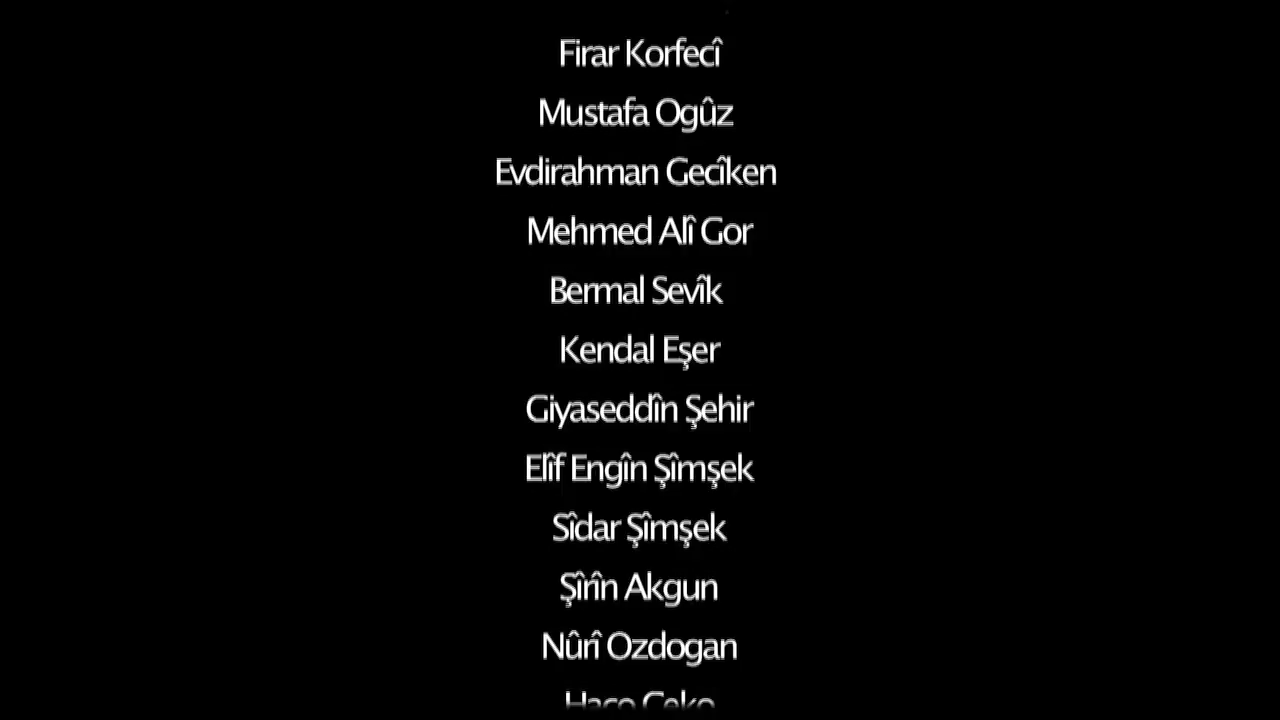 Firar Korfecî
Mustafa Ogûz
Evdirahman Gecîken
Mehmed Alî Gor
Bermal Sevîk
Kendal Eşer
Giyaseddîn Şehir
Elîf Engîn Şîmşek
Sîdar Şîmşek
Şîrîn Akgun
Nûrî Ozdogan